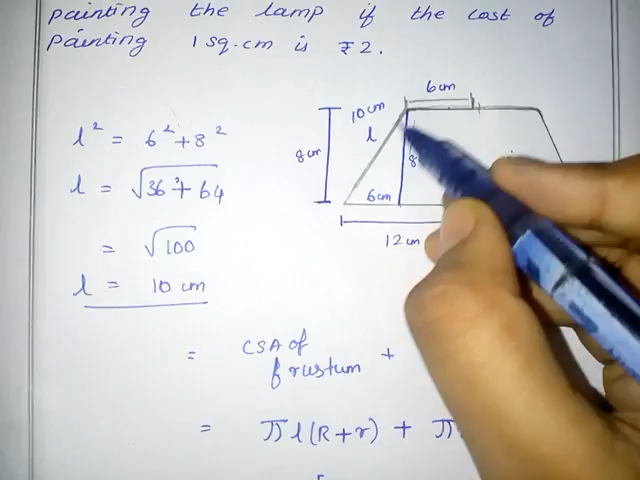 painting the lamp if the cost of
painting 1 sq.cm is ₹2.
6cm
10cm
l
8cm
8
6cm
12cm
l² = 6² + 8²
l = √36 + 64
= √100
l = 10 cm
= CSA of frustum +
= πl(R+r) + π